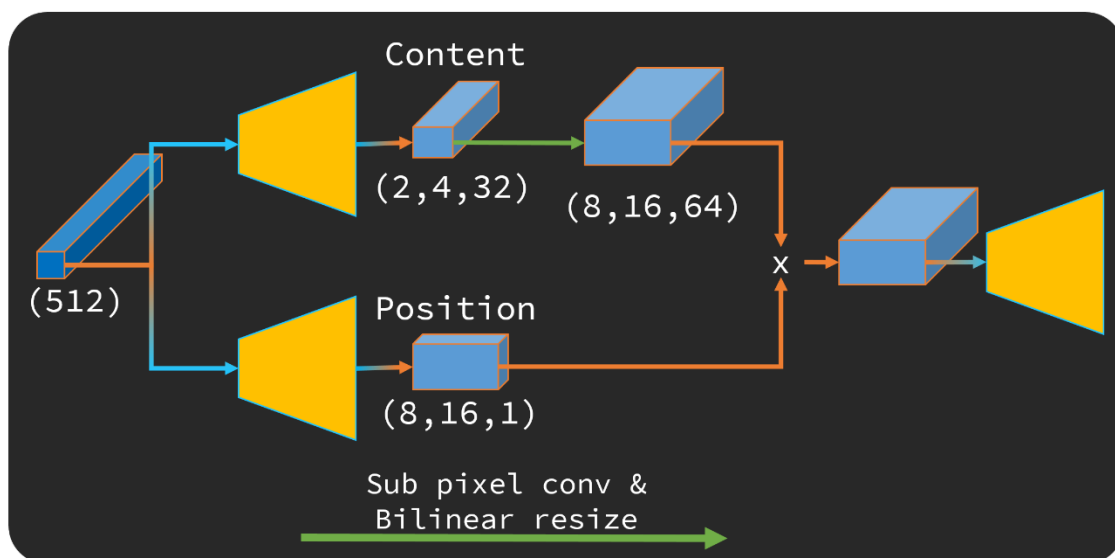 Content
(2,4,32)
(8,16,64)
(512)
x
Position
(8,16,1)
Sub pixel conv &
Bilinear resize